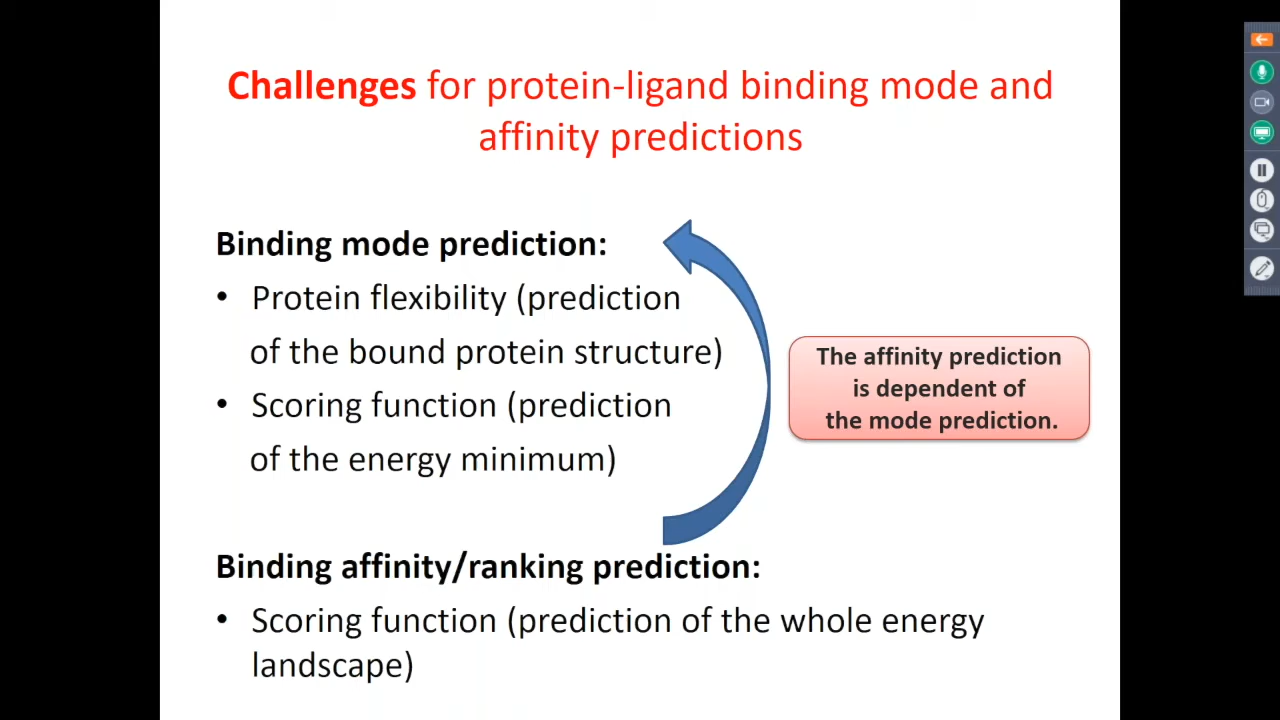 Challenges for protein-ligand binding mode and
affinity predictions
Binding mode prediction:
• Protein flexibility (prediction
of the bound protein structure)
• Scoring function (prediction
of the energy minimum)
The affinity prediction
is dependent of
the mode prediction.
Binding affinity/ranking prediction:
• Scoring function (prediction of the whole energy
landscape)